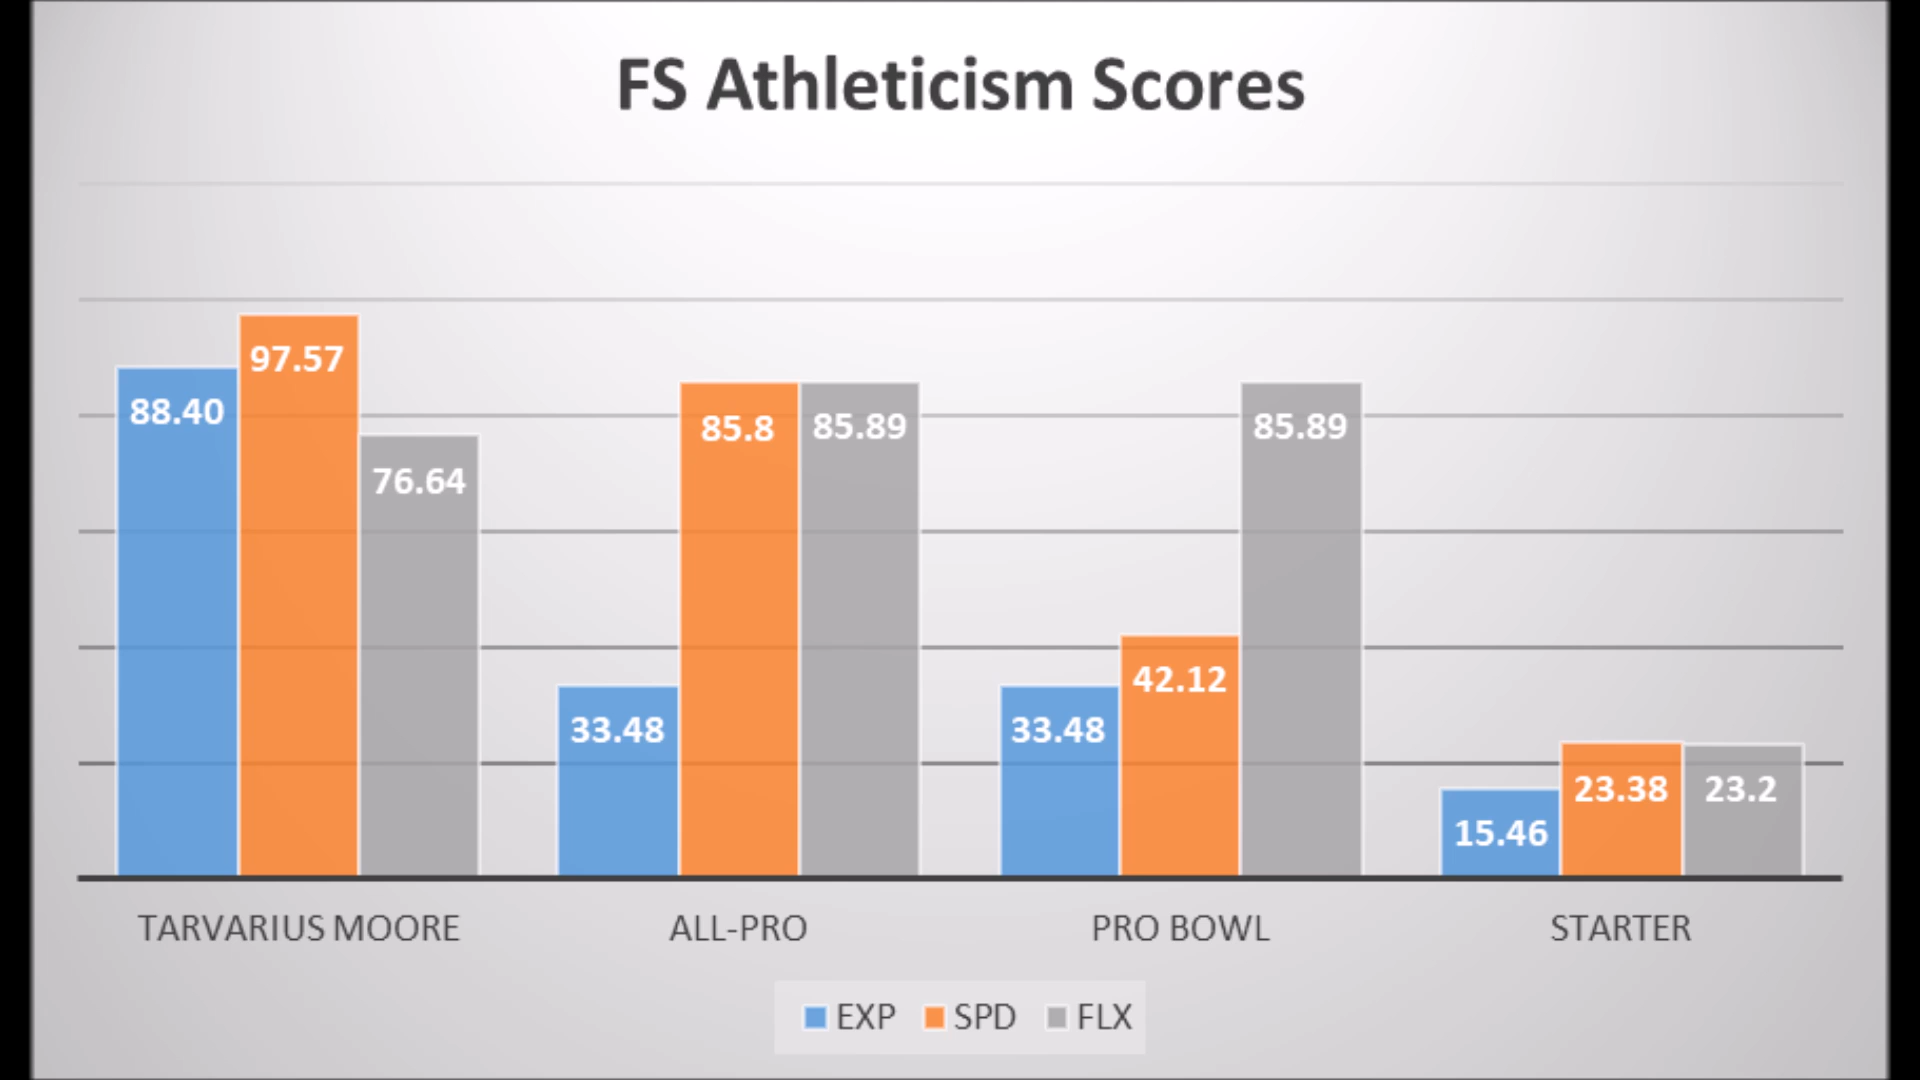 FS Athleticism Scores
88.40 97.57 76.64 33.48 85.8 85.89 33.48 42.12 85.89 15.46 23.38 23.2
TARVARIUS MOORE ALL-PRO PRO BOWL STARTER
EXP SPD FLX